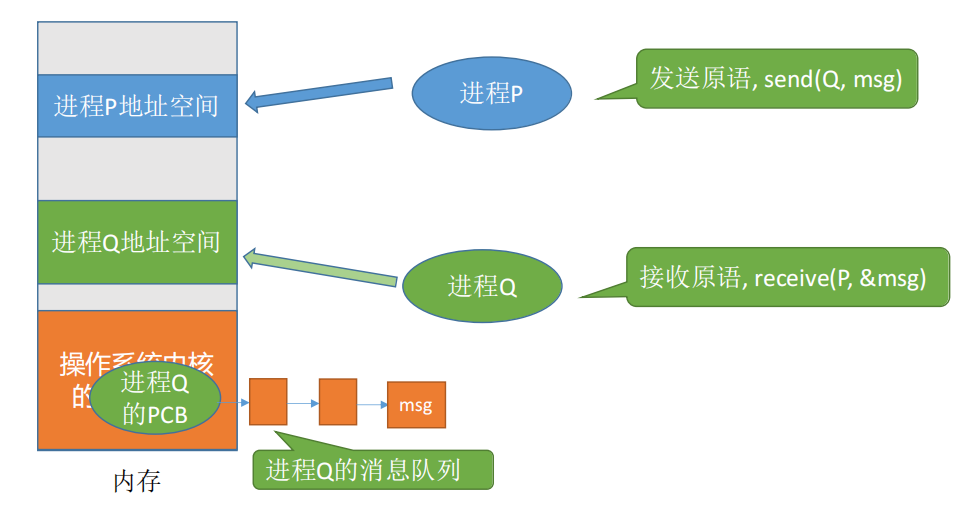 进程P地址空间
进程P
发送原语, send(Q, msg)
进程Q地址空间
进程Q
接收原语, receive(P, &msg)
操作系统内核
的
进程Q
的PCB
msg
进程Q的消息队列
内存